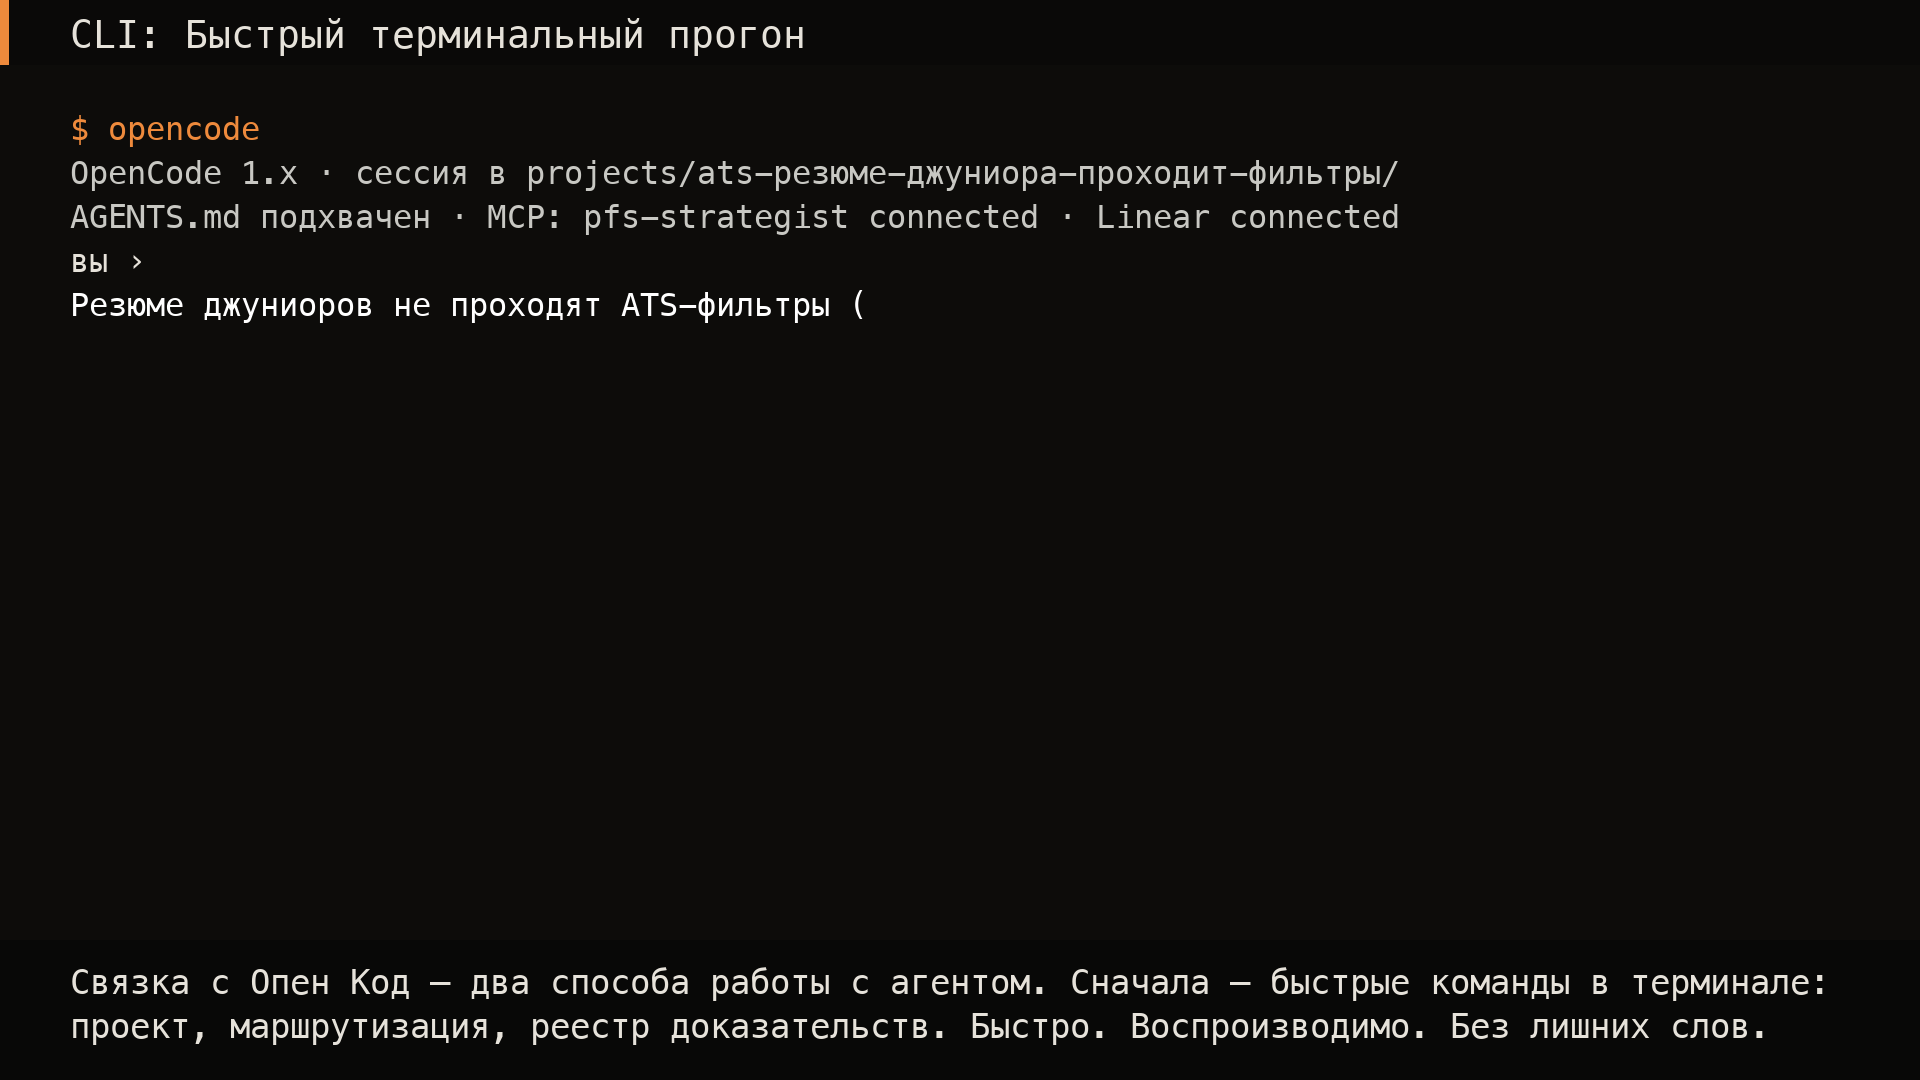 CLI: Быстрый терминальный прогон
$ opencode
OpenCode 1.x · сессия в projects/ats-резюме-джуниора-проходит-фильтры/
AGENTS.md подхвачен · MCP: pfs-strategist connected · Linear connected
вы ›
Резюме джуниоров не проходят ATS-фильтры (
Связка с Опен Код — два способа работы с агентом. Сначала — быстрые команды в терминале:
проект, маршрутизация, реестр доказательств. Быстро. Воспроизводимо. Без лишних слов.